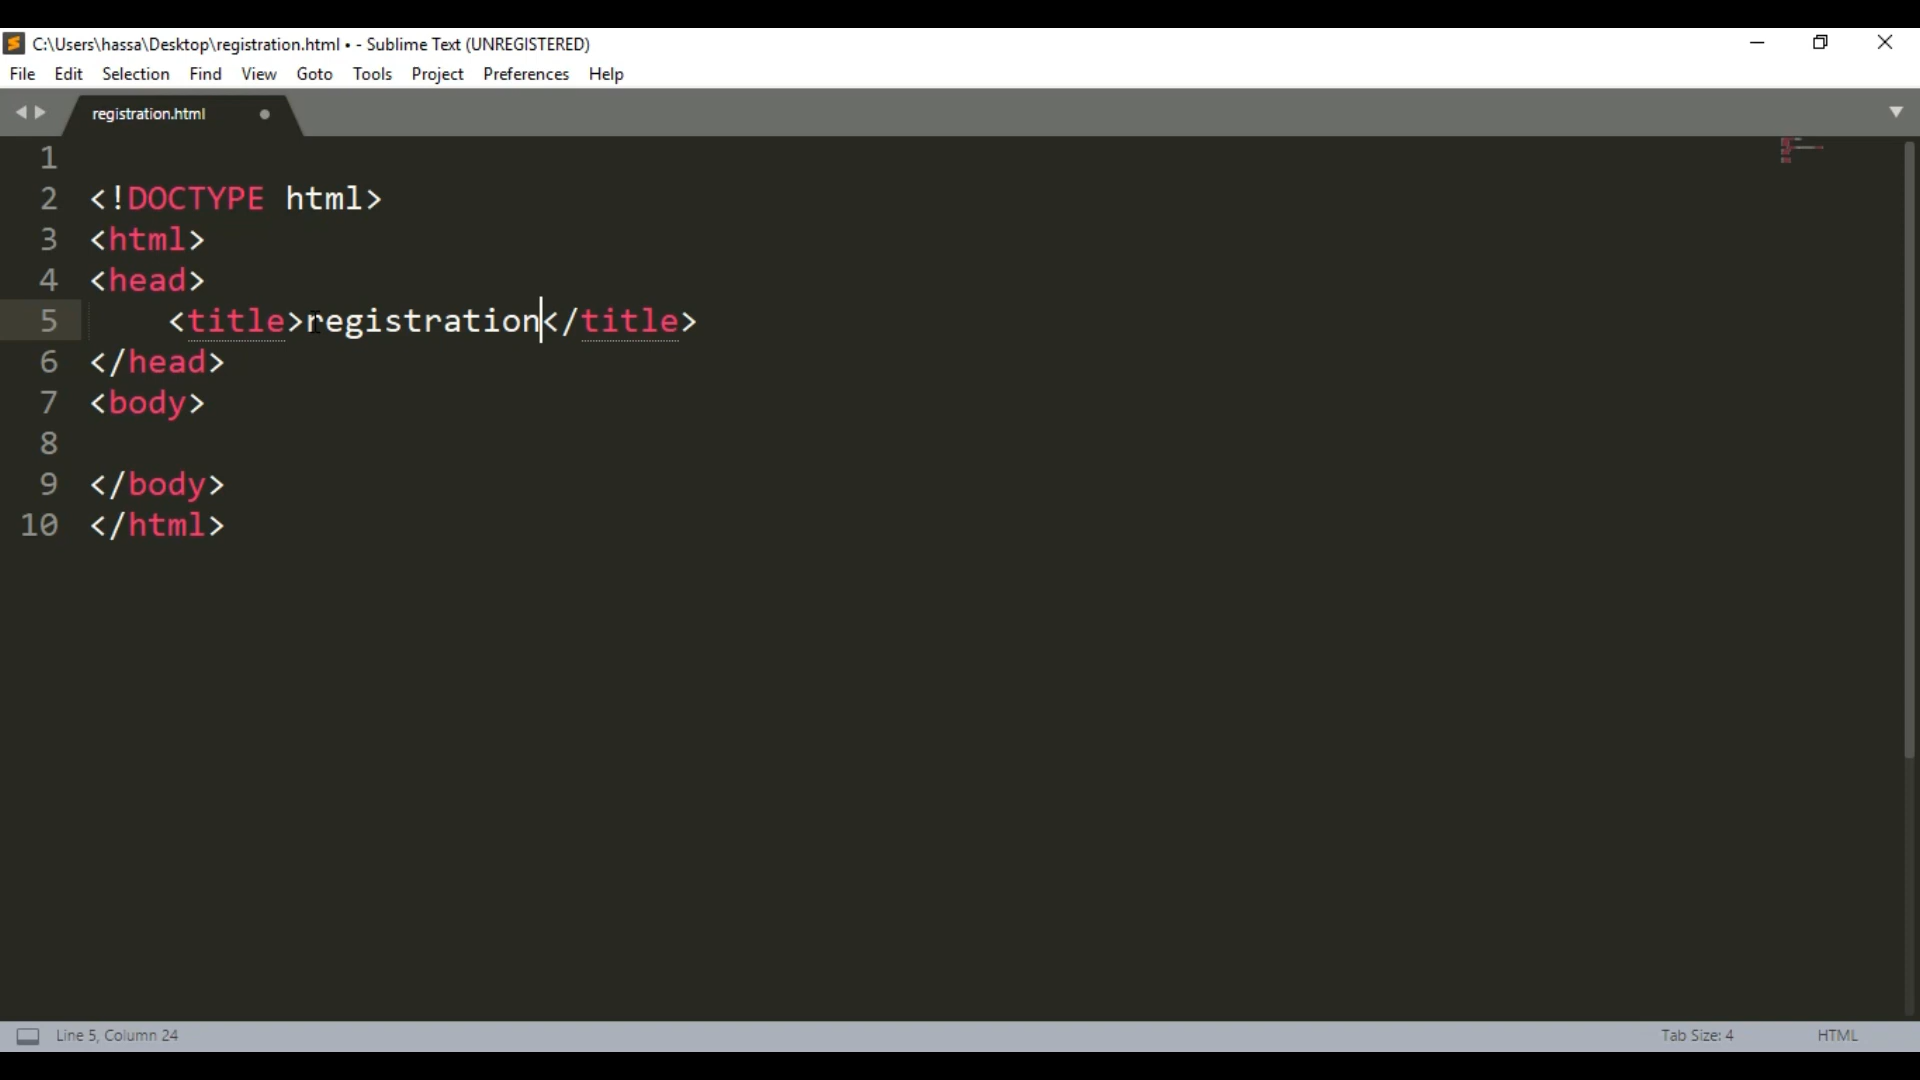 C:\Users\hassa\Desktop\registration.html • - Sublime Text (UNREGISTERED)
File Edit Selection Find View Goto Tools Project Preferences Help
registration.html
1
2 <!DOCTYPE html>
3 <html>
4 <head>
5 <title>registration</title>
6 </head>
7 <body>
8
9 </body>
10 </html>
Line 5, Column 24 Tab Size: 4 HTML